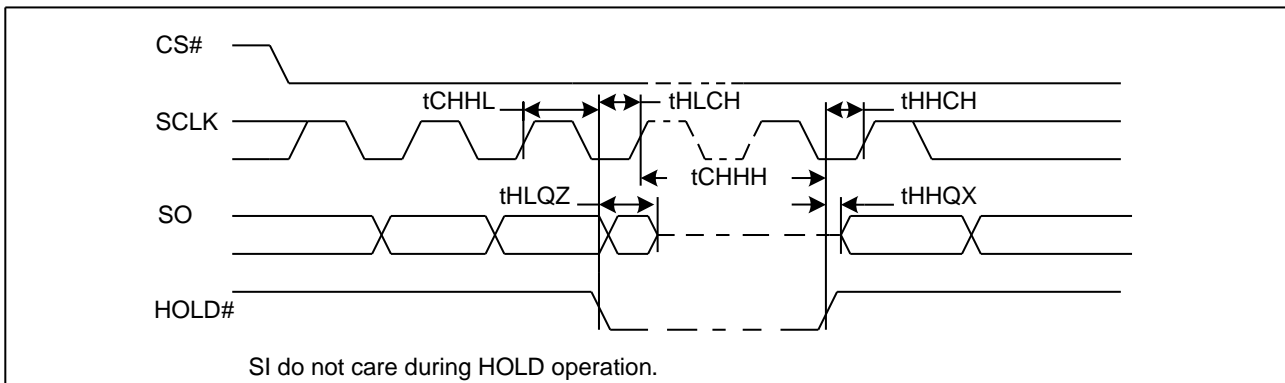 CS#
tCHHL
tHLCH
tHHCH
SCLK
tCHHH
tHLQZ
tHHQX
SO
HOLD#
SI do not care during HOLD operation.